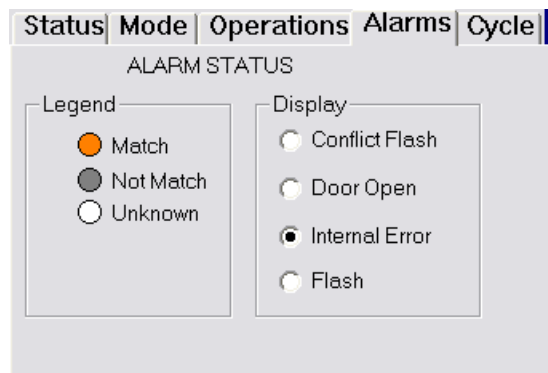 Status Mode Operations Alarms Cycle
ALARM STATUS
Legend
Match
Not Match
Unknown
Display
Conflict Flash
Door Open
Internal Error
Flash